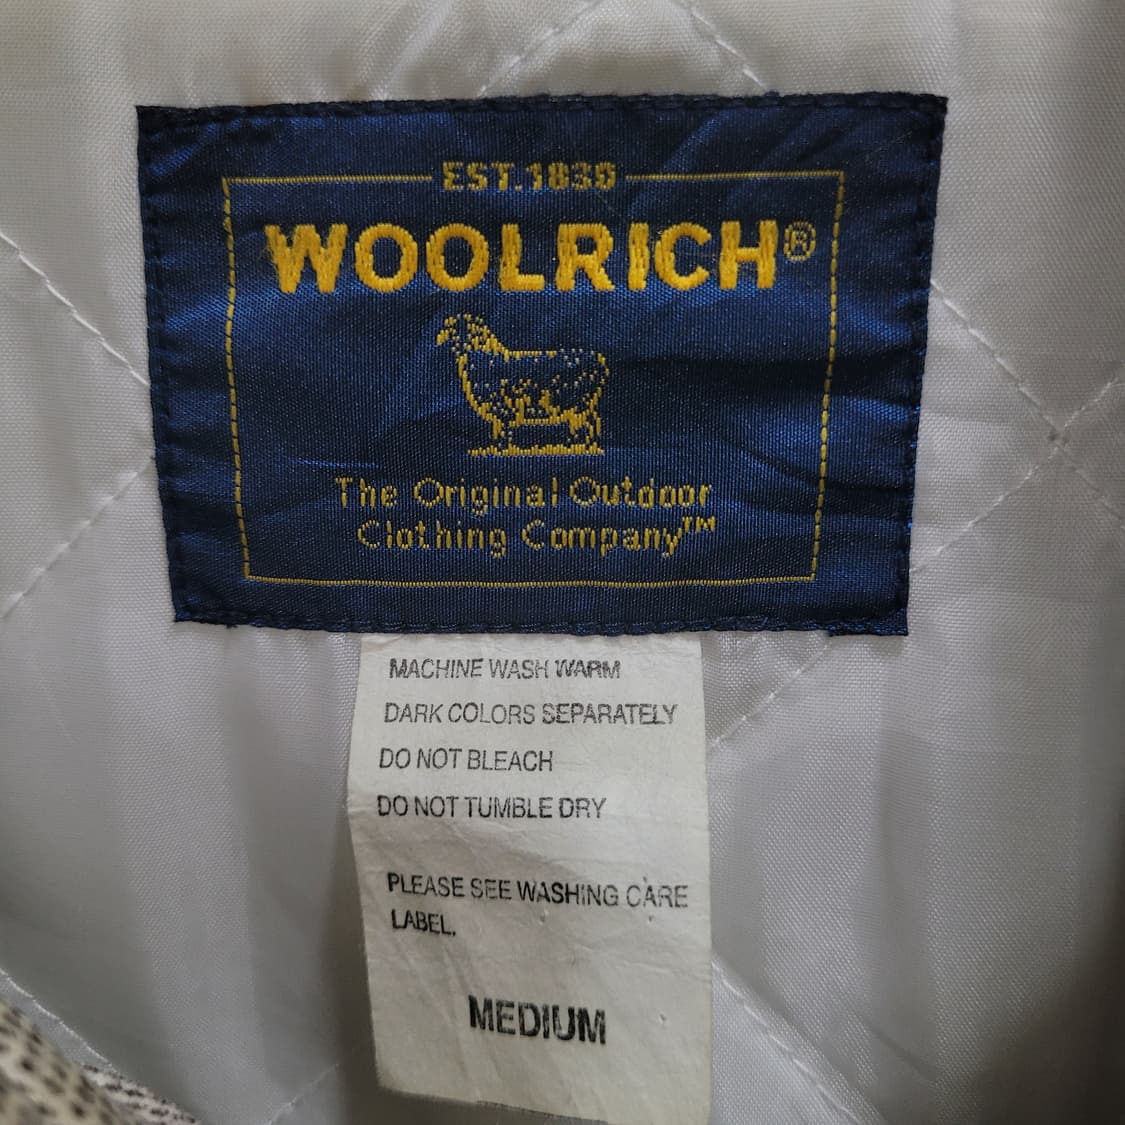 EST.1830
WOOLRICH®
The Original Outdoor
Clothing Company™
MACHINE WASH WARM
DARK COLORS SEPARATELY
DO NOT BLEACH
DO NOT TUMBLE DRY
PLEASE SEE WASHING CARE
LABEL.
MEDIUM